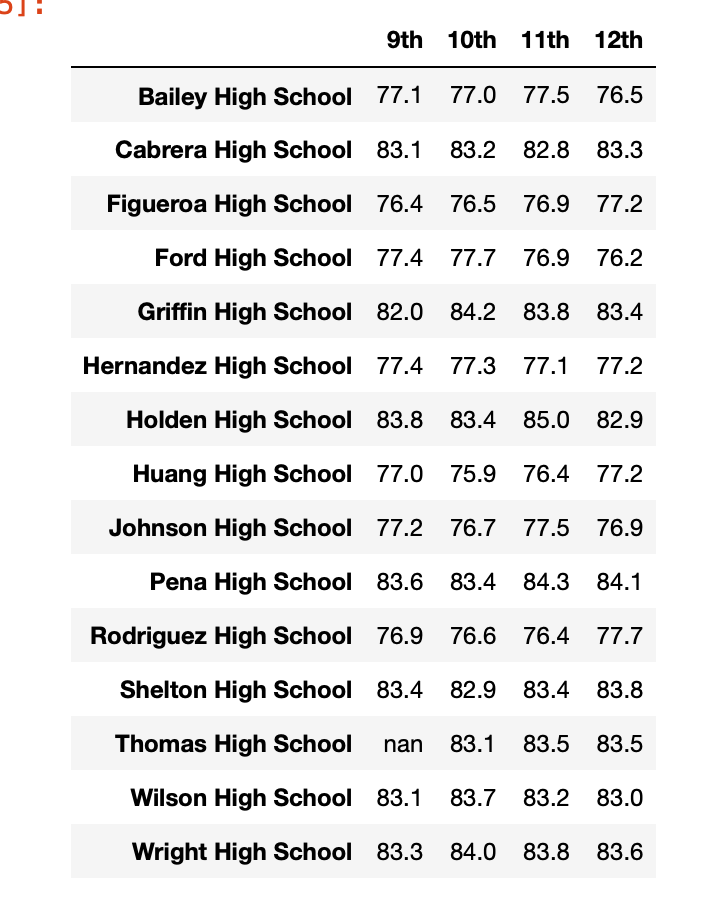 5]:
9th 10th 11th 12th
Bailey High School 77.1 77.0 77.5 76.5
Cabrera High School 83.1 83.2 82.8 83.3
Figueroa High School 76.4 76.5 76.9 77.2
Ford High School 77.4 77.7 76.9 76.2
Griffin High School 82.0 84.2 83.8 83.4
Hernandez High School 77.4 77.3 77.1 77.2
Holden High School 83.8 83.4 85.0 82.9
Huang High School 77.0 75.9 76.4 77.2
Johnson High School 77.2 76.7 77.5 76.9
Pena High School 83.6 83.4 84.3 84.1
Rodriguez High School 76.9 76.6 76.4 77.7
Shelton High School 83.4 82.9 83.4 83.8
Thomas High School nan 83.1 83.5 83.5
Wilson High School 83.1 83.7 83.2 83.0
Wright High School 83.3 84.0 83.8 83.6